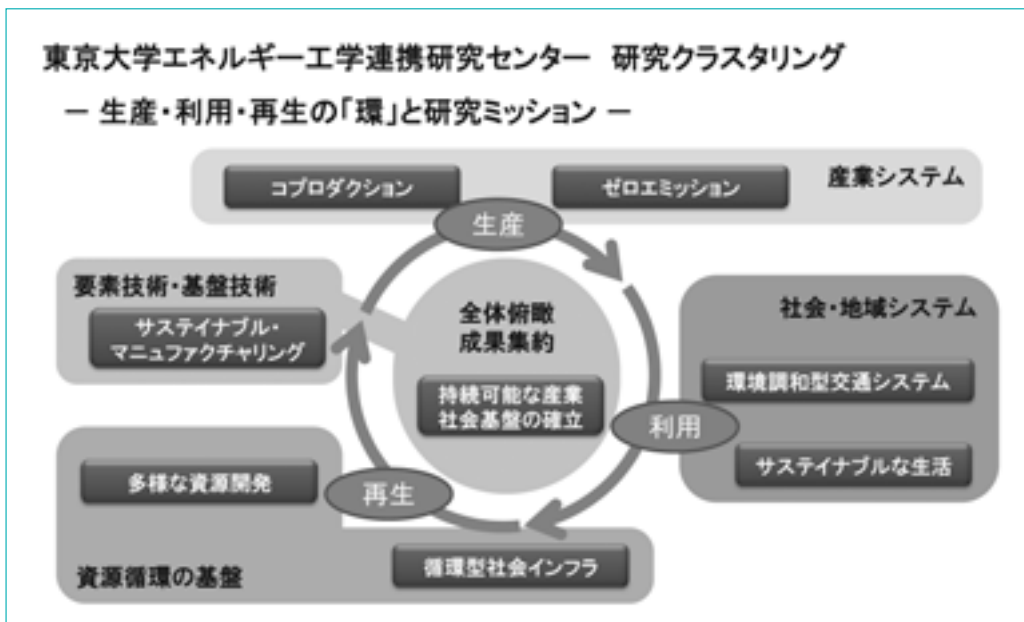 東京大学エネルギー工学連携研究センター 研究クラスタリング
― 生産・利用・再生の「環」と研究ミッション ―
産業システム
コプロダクション
ゼロエミッション
生産
要素技術・基盤技術
サステイナブル・
マニュファクチャリング
全体俯瞰
成果集約
持続可能な産業
社会基盤の確立
社会・地域システム
環境調和型交通システム
利用
サステイナブルな生活
多様な資源開発
再生
循環型社会インフラ
資源循環の基盤